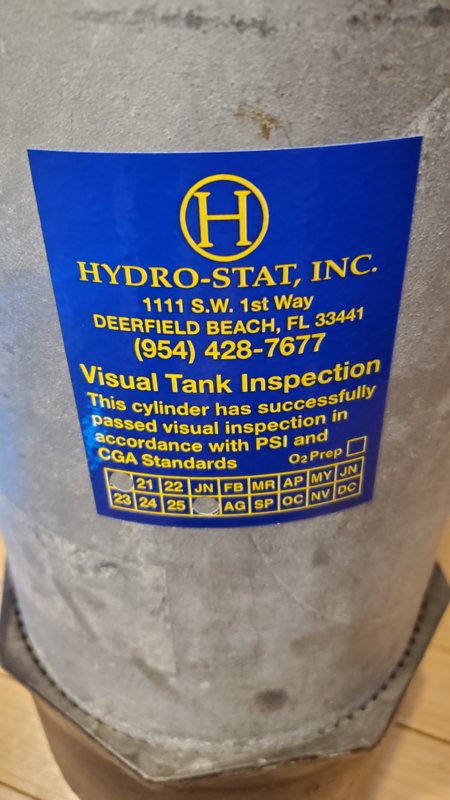 H
HYDRO-STAT, INC.
1111 S.W. 1st Way
DEERFIELD BEACH, FL 33441
(954) 428-7677
Visual Tank Inspection
This cylinder has successfully
passed visual inspection in
accordance with PSI and
CGA Standards O2 Prep
21 22 JN FB MR AP MY JN
23 24 25 AG SP OC NV DC